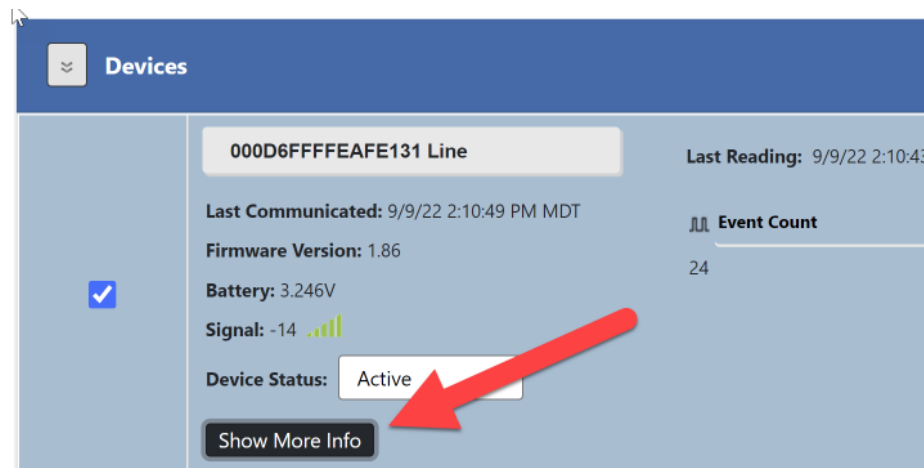 Devices
000D6FFFFEAFE131 Line
Last Communicated: 9/9/22 2:10:49 PM MDT
Firmware Version: 1.86
Battery: 3.246V
Signal: -14
Device Status: Active
Show More Info
Last Reading: 9/9/22 2:10:43
Event Count
24